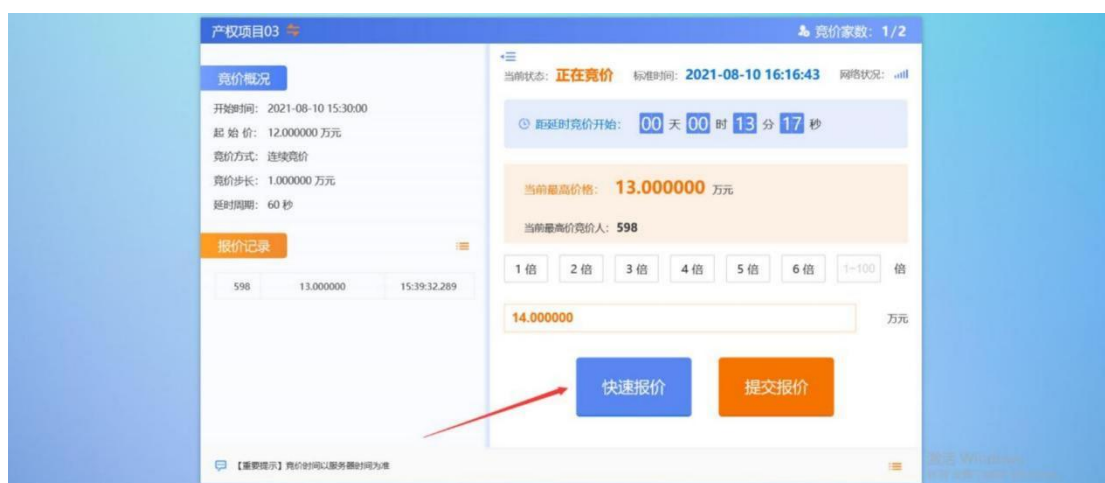 产权项目03
竞价家数: 1/2
竞价概况
开始时间: 2021-08-10 15:30:00
起 始 价: 12.000000 万元
竞价方式: 连续竞价
竞价步长: 1.000000 万元
延时周期: 60 秒
报价记录
598 13.000000 15:39:32.289
当前状态: 正在竞价 标准时间: 2021-08-10 16:16:43 网络状况:
距延时竞价开始: 00 天 00 时 13 分 17 秒
当前最高价格: 13.000000 万元
当前最高价竞价人: 598
1 倍 2 倍 3 倍 4 倍 5 倍 6 倍 1~100 倍
14.000000 万元
快速报价 提交报价
【重要提示】竞价时间以服务器时间为准
激活 Windows